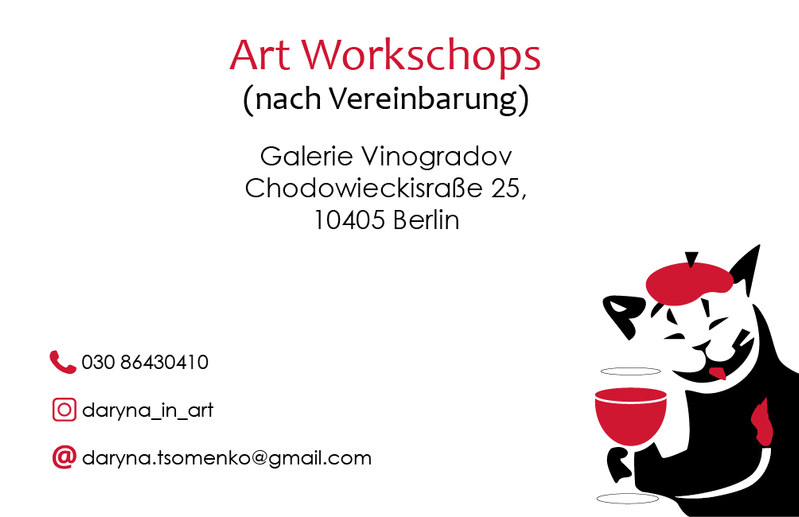 Art Workschops
(nach Vereinbarung)
Galerie Vinogradov
Chodowieckisraße 25,
10405 Berlin
030 86430410
daryna_in_art
daryna.tsomenko@gmail.com